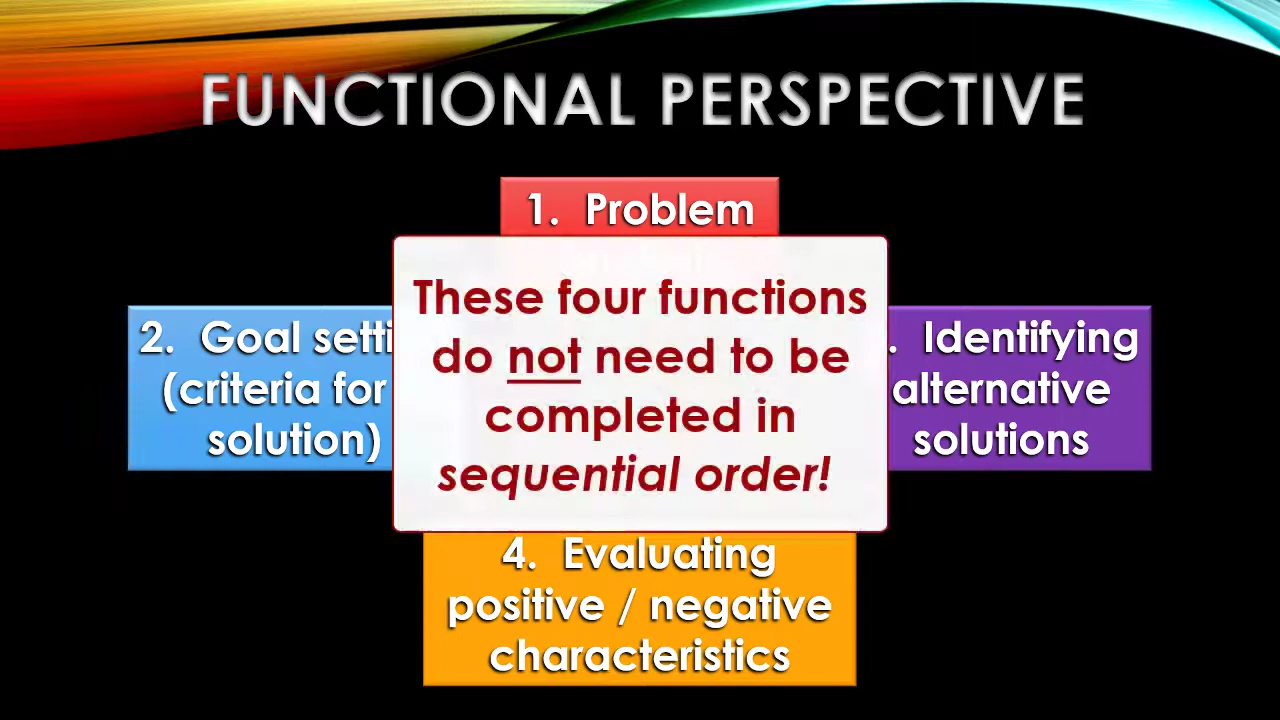 FUNCTIONAL PERSPECTIVE
1. Problem
These four functions
do not need to be
completed in
sequential order!
2. Goal setti
(criteria for
solution)
. Identifying
alternative
solutions
4. Evaluating
positive / negative
characteristics